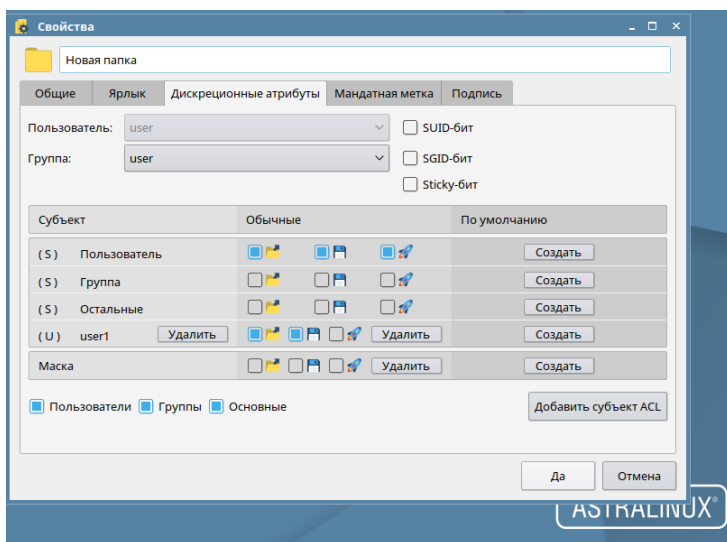 Свойства
Новая папка
Общие Ярлык Дискреционные атрибуты Мандатная метка Подпись
Пользователь: user SUID-бит
Группа: user SGID-бит
Sticky-бит
Субъект Обычные По умолчанию
(S) Пользователь Создать
(S) Группа Создать
(S) Остальные Создать
(U) user1 Удалить Удалить Создать
Маска Удалить Создать
Пользователи Группы Основные Добавить субъект ACL
Да Отмена
ASTRALINUX®